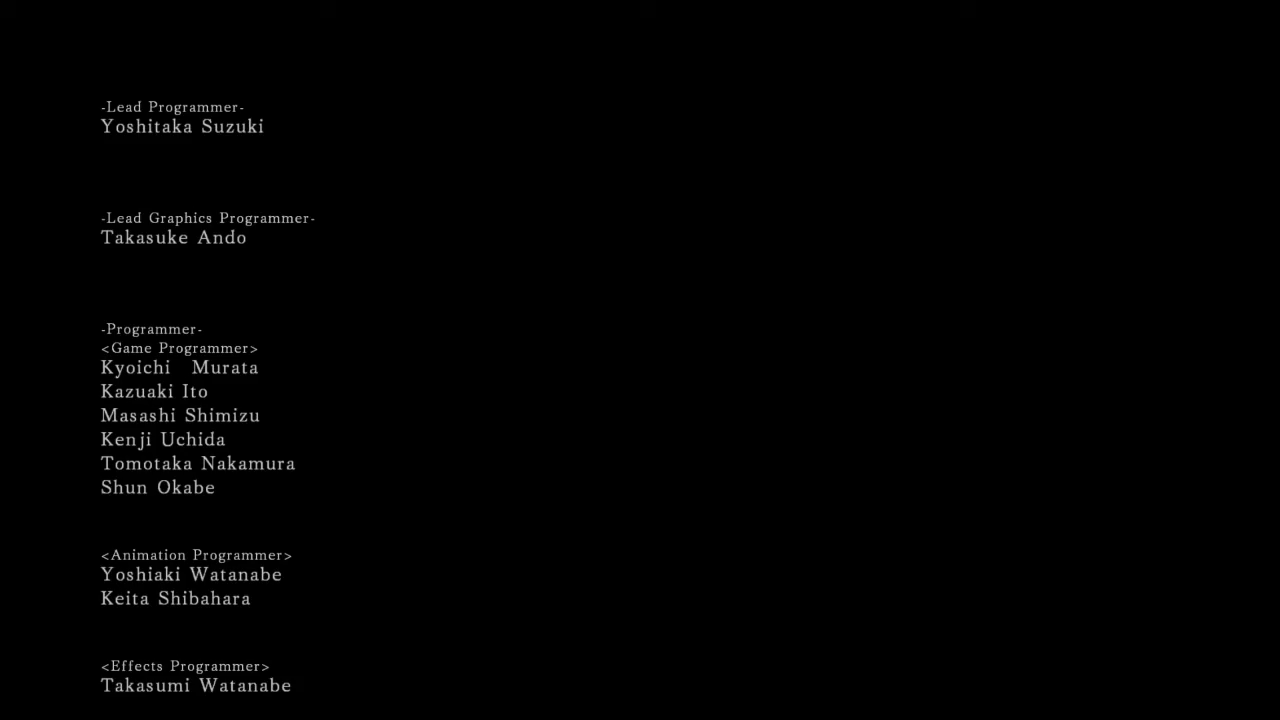 -Lead Programmer-
Yoshitaka Suzuki
-Lead Graphics Programmer-
Takasuke Ando
-Programmer-
<Game Programmer>
Kyoichi　Murata
Kazuaki Ito
Masashi Shimizu
Kenji Uchida
Tomotaka Nakamura
Shun Okabe
<Animation Programmer>
Yoshiaki Watanabe
Keita Shibahara
<Effects Programmer>
Takasumi Watanabe